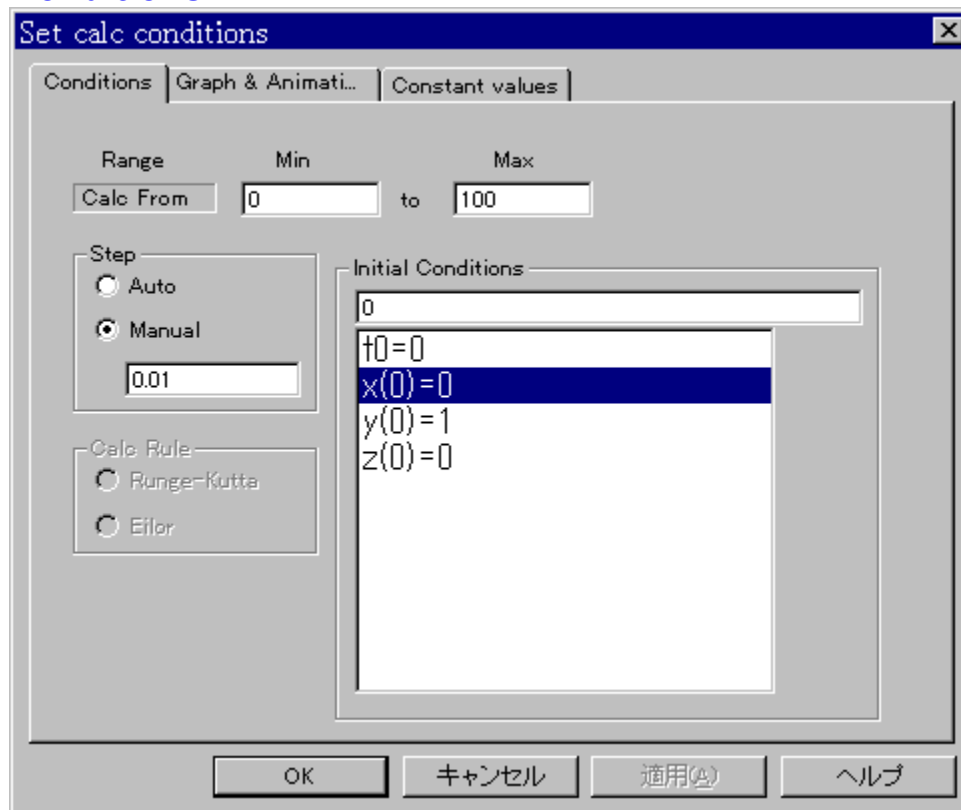 Set calc conditions
Conditions Graph & Animati... Constant values
Range Min Max
Calc From 0 to 100
Step
Auto
Manual
0.01
Initial Conditions
0
t0=0
x(0)=0
y(0)=1
z(0)=0
Calc Rule
Runge-Kutta
Eilor
OK キャンセル 適用(A) ヘルプ